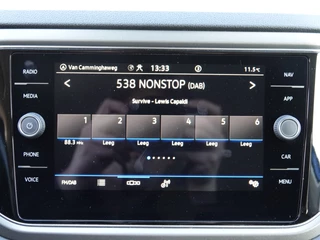 Van Camminghaweg 13:33 11.5°c
RADIO
538 NONSTOP (DAB)
NAV
Survive - Lewis Capaldi
MEDIA
APP
1 2 3 4 5 6
88.3 MHz Leeg Leeg Leeg Leeg Leeg
PHONE
CAR
VOICE
FM/DAB
MENU